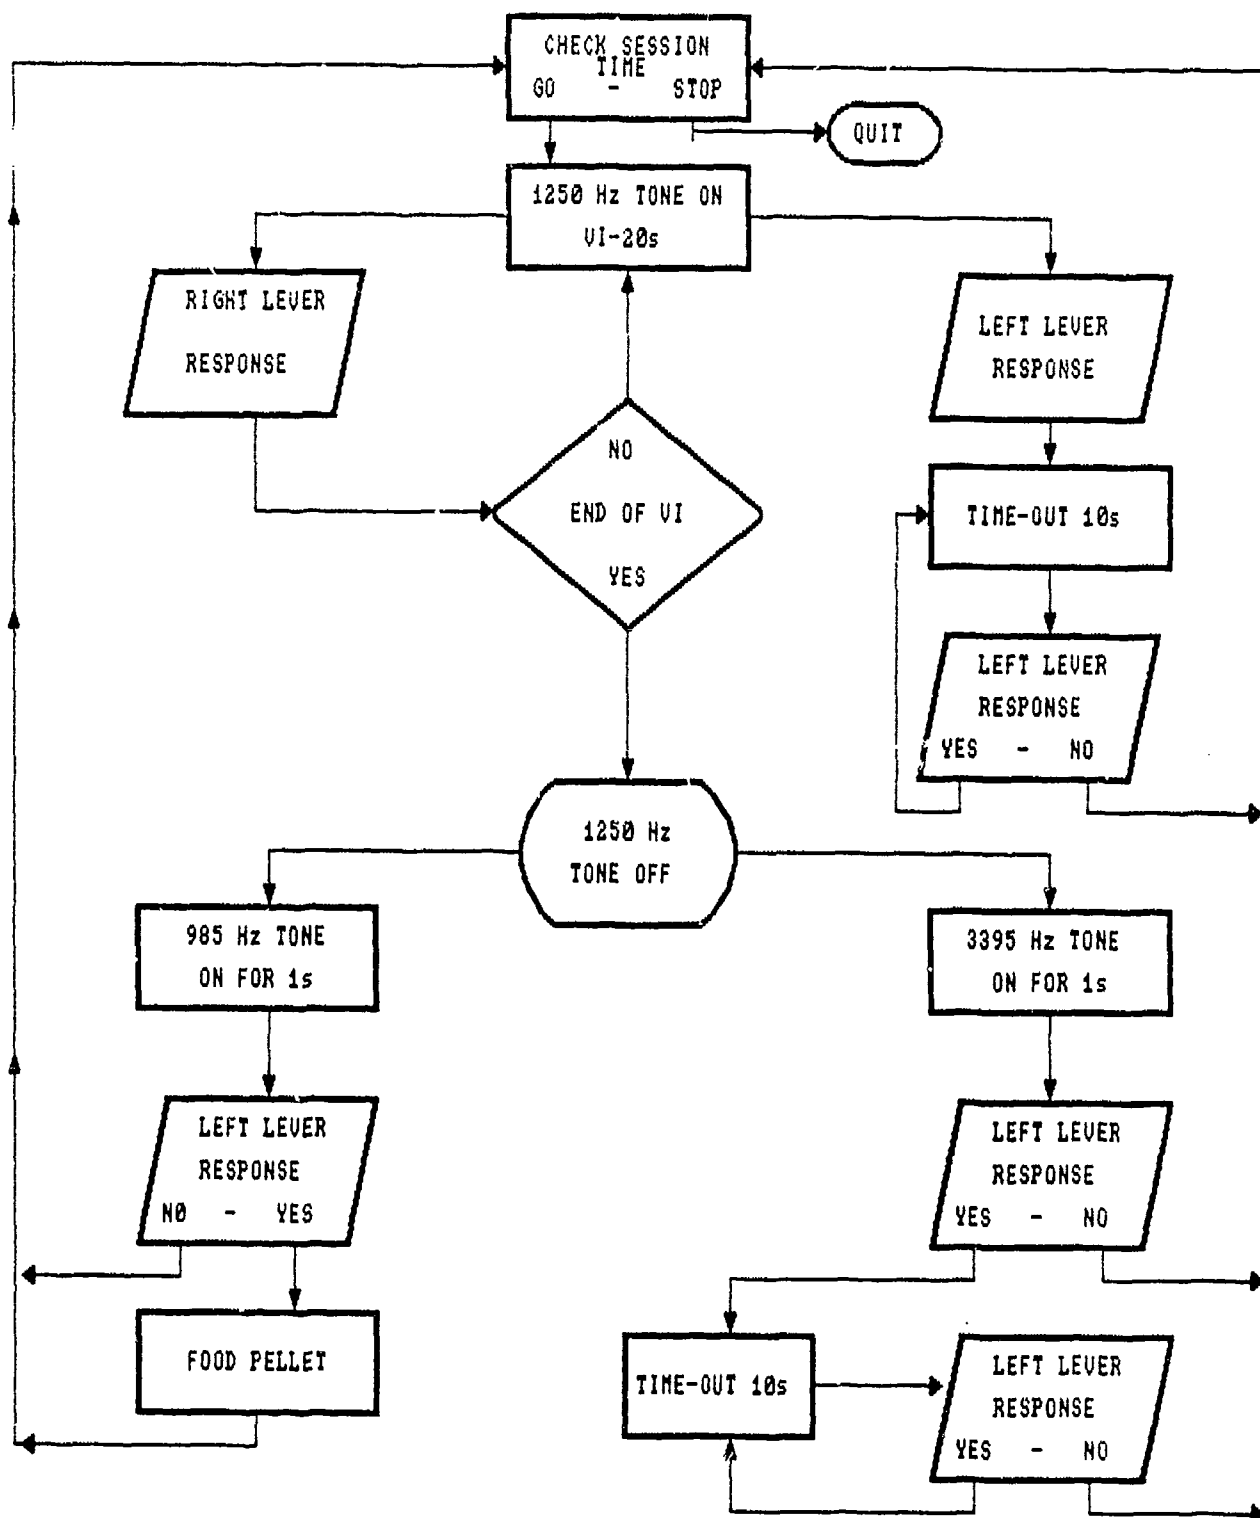 CHECK SESSION
TIME
GO - STOP
QUIT
1250 Hz TONE ON
VI-20s
RIGHT LEVER
RESPONSE
LEFT LEVER
RESPONSE
NO
END OF VI
YES
TIME-OUT 10s
LEFT LEVER
RESPONSE
YES - NO
1250 Hz
TONE OFF
985 Hz TONE
ON FOR 1s
3395 Hz TONE
ON FOR 1s
LEFT LEVER
RESPONSE
NO - YES
LEFT LEVER
RESPONSE
YES - NO
FOOD PELLET
TIME-OUT 10s
LEFT LEVER
RESPONSE
YES - NO